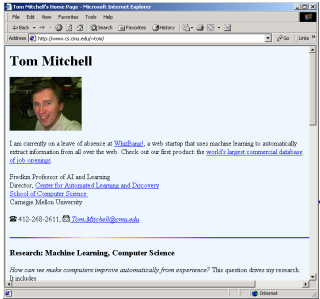 Tom Mitchell's Home Page - Microsoft Internet Explorer
File Edit View Favorites Tools Help
Back Search Favorites History
Address http://www.cs.cmu.edu/~tom/ Go Links »
Tom Mitchell
I am currently on a leave of absence at WhizBang!, a web startup that uses machine learning to automatically
extract information from all over the web. Check out our first product: the world's largest commercial database
of job openings.
Fredkin Professor of AI and Learning
Director, Center for Automated Learning and Discovery
School of Computer Science
Carnegie Mellon University
412-268-2611, Tom.Mitchell@cmu.edu
Research: Machine Learning, Computer Science
How can we make computers improve automatically from experience? This question drives my research.
It includes
Internet